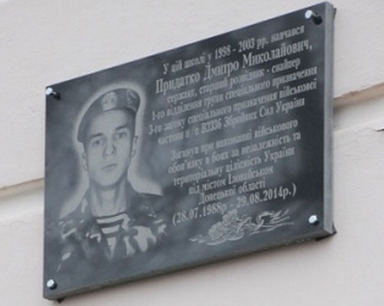 У цій школі у 1998 - 2003 рр. навчався
Придатко Дмитро Миколайович,
сержант, старший розвідник - снайпер
1-го відділення групи спеціального призначення
3-го загону спеціального призначення військової
частини п/п В2336 Збройних Сил України
Загинув при виконанні військового
обов'язку в боях за незалежність та
територіальну цілісність України
під містом Іловайськом
Донецької області
(28.07.1988р. - 29.08.2014р.)